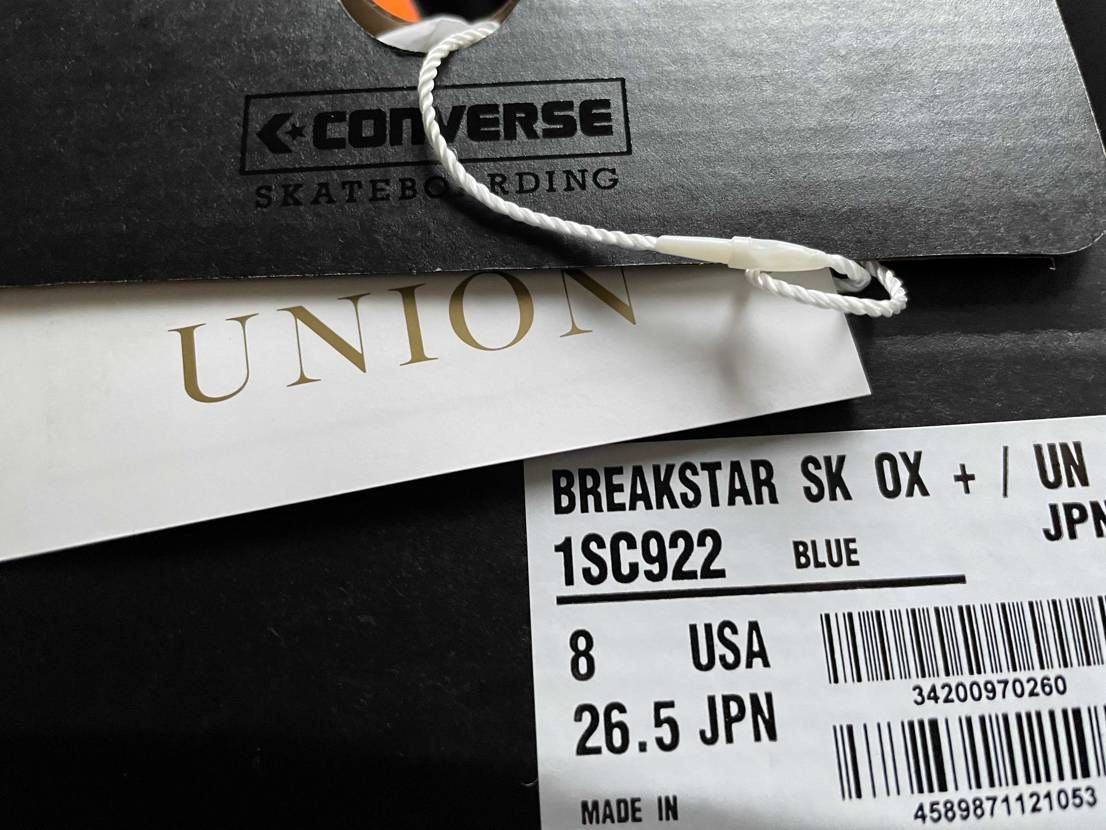 CONVERSE
SKATEBOARDING
UNION
BREAKSTAR SK OX + / UN
JPN
1SC922 BLUE
8 USA
34200970260
26.5 JPN
4589871121053
MADE IN